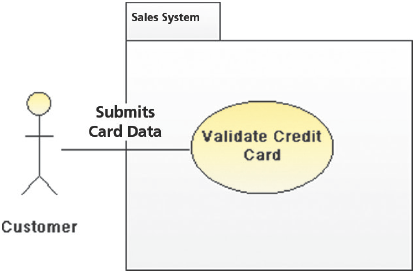 Sales System
Submits
Card Data
Validate Credit
Card
Customer